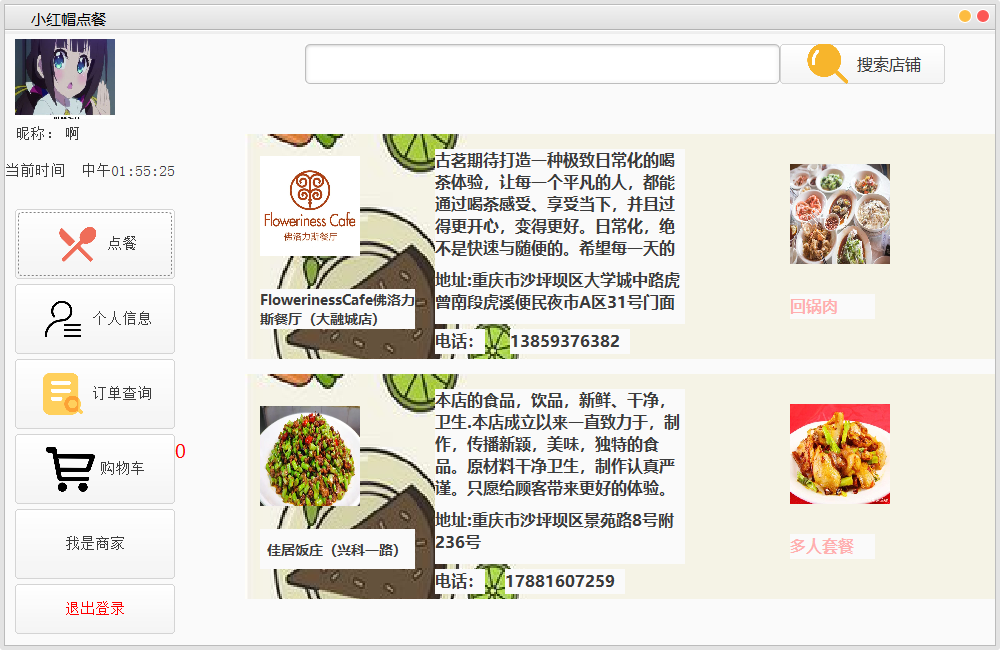 小红帽点餐
搜索店铺
昵称： 啊
当前时间 中午01:55:25
点餐
个人信息
订单查询
购物车
0
我是商家
退出登录
Floweriness Cafe
佛洛力斯餐厅
FlowerinessCafe佛洛力
斯餐厅（大融城店）
古茗期待打造一种极致日常化的喝
茶体验，让每一个平凡的人，都能
通过喝茶感受、享受当下，并且过
得更开心，变得更好。日常化，绝
不是快速与随便的。希望每一天的
地址:重庆市沙坪坝区大学城中路虎
曾南段虎溪便民夜市A区31号门面
电话： 13859376382
回锅肉
佳居饭庄（兴科一路）
本店的食品，饮品，新鲜、干净，
卫生.本店成立以来一直致力于，制
作，传播新颖，美味，独特的食
品。原材料干净卫生，制作认真严
谨。只愿给顾客带来更好的体验。
地址:重庆市沙坪坝区景苑路8号附
236号
电话： 17881607259
多人套餐